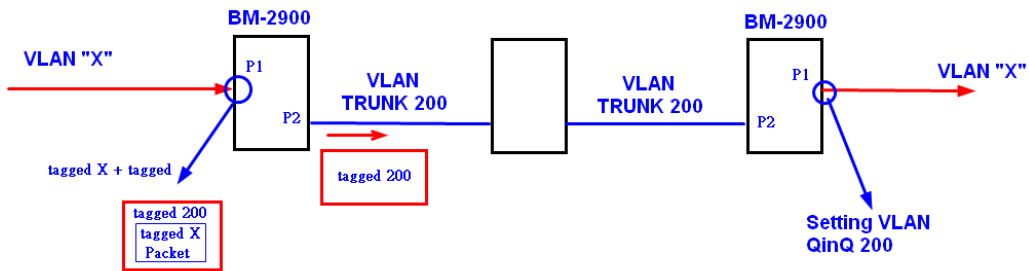 BM-2900
BM-2900
VLAN "X"
P1
VLAN
TRUNK 200
VLAN
TRUNK 200
P1
VLAN "X"
P2
P2
tagged X + tagged
tagged 200
tagged 200
tagged X
Packet
Setting VLAN
QinQ 200